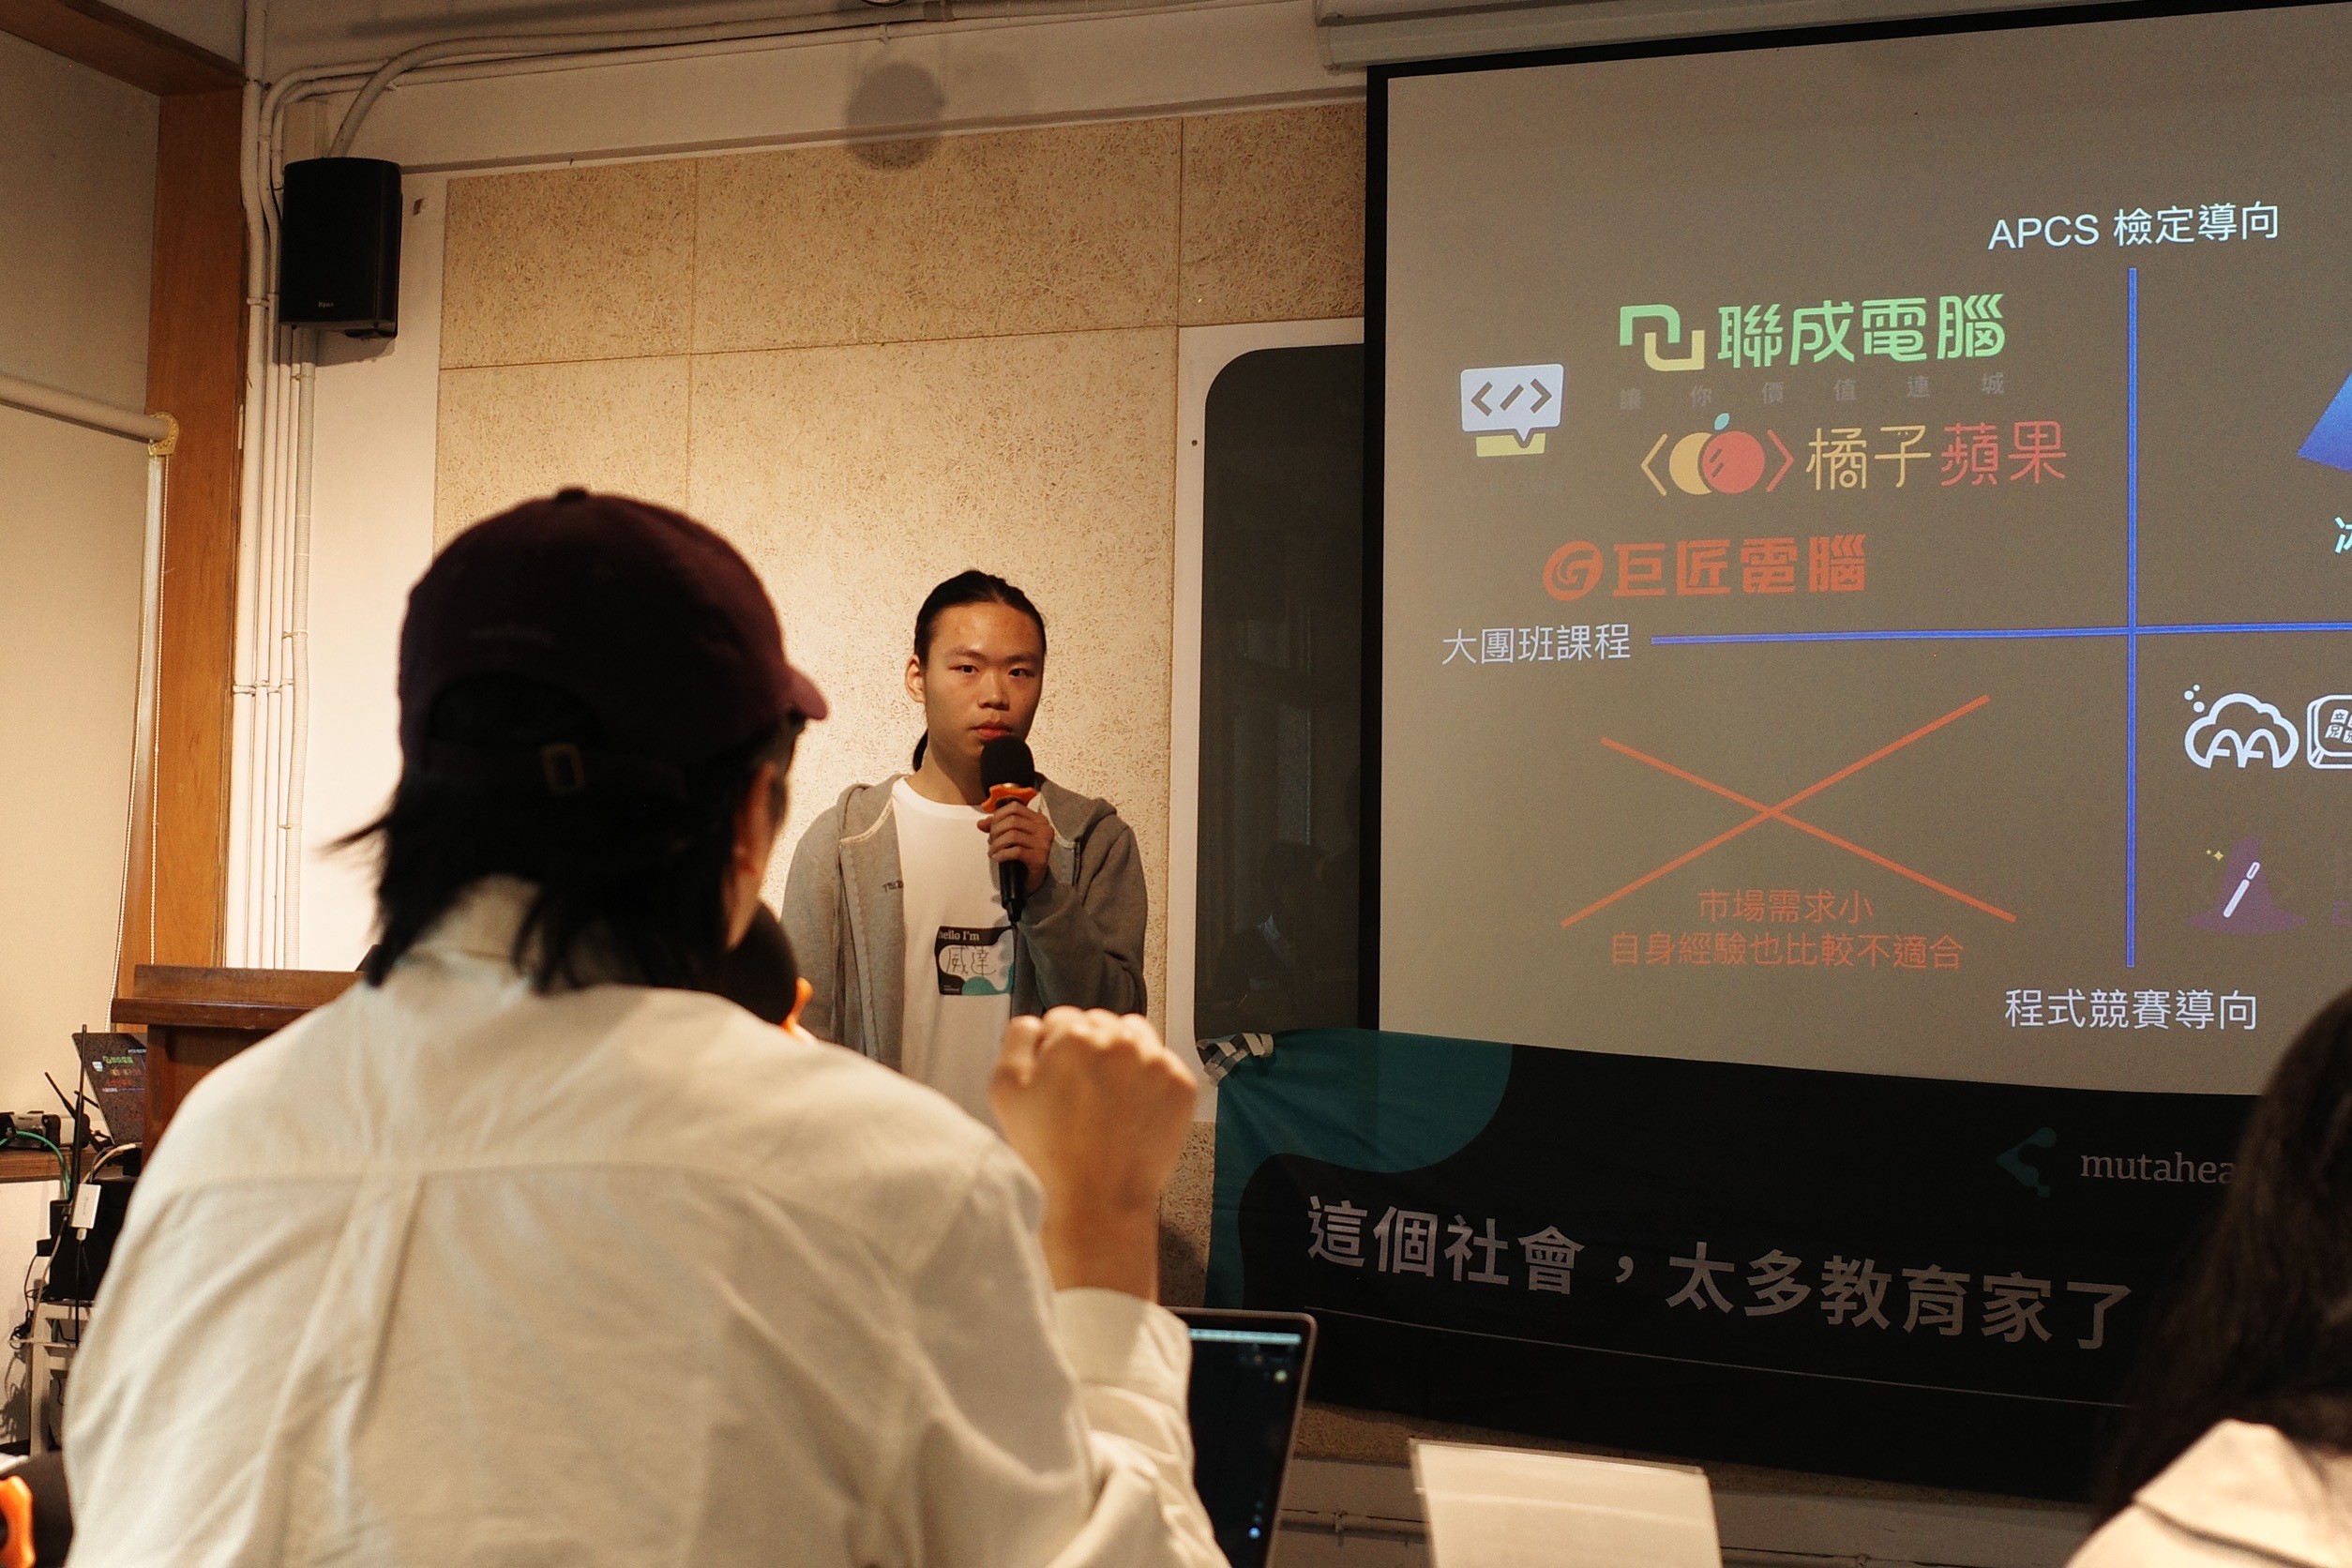 APCS 檢定導向
聯成電腦
讓你價值連城
</>
橘子蘋果
巨匠電腦
大團班課程
市場需求小
自身經驗也比較不適合
程式競賽導向
hello I'm
威達
mutahea
這個社會，太多教育家了